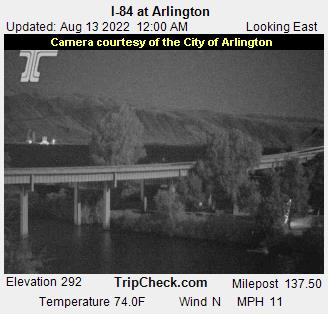 I-84 at Arlington
Updated: Aug 13 2022 12:00 AM Looking East
Camera courtesy of the City of Arlington
Elevation 292 TripCheck.com Milepost 137.50
Temperature 74.0F Wind N MPH 11